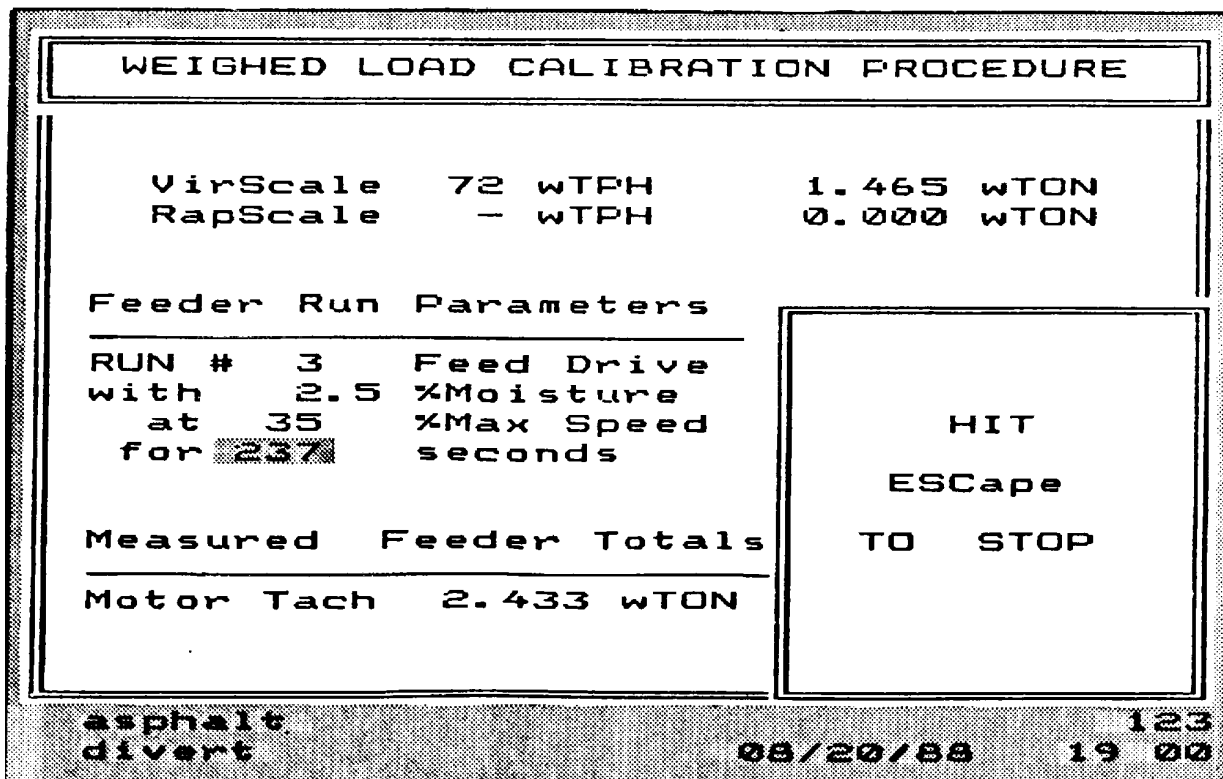 WEIGHED LOAD CALIBRATION PROCEDURE
VirScale 72 wTPH 1.465 wTON
RapScale - wTPH 0.000 wTON
Feeder Run Parameters
RUN # 3 Feed Drive
with 2.5 %Moisture
at 35 %Max Speed
for 237 seconds
Measured Feeder Totals
Motor Tach 2.433 wTON
HIT
ESCape
TO STOP
asphalt 123
divert 08/20/88 19 00